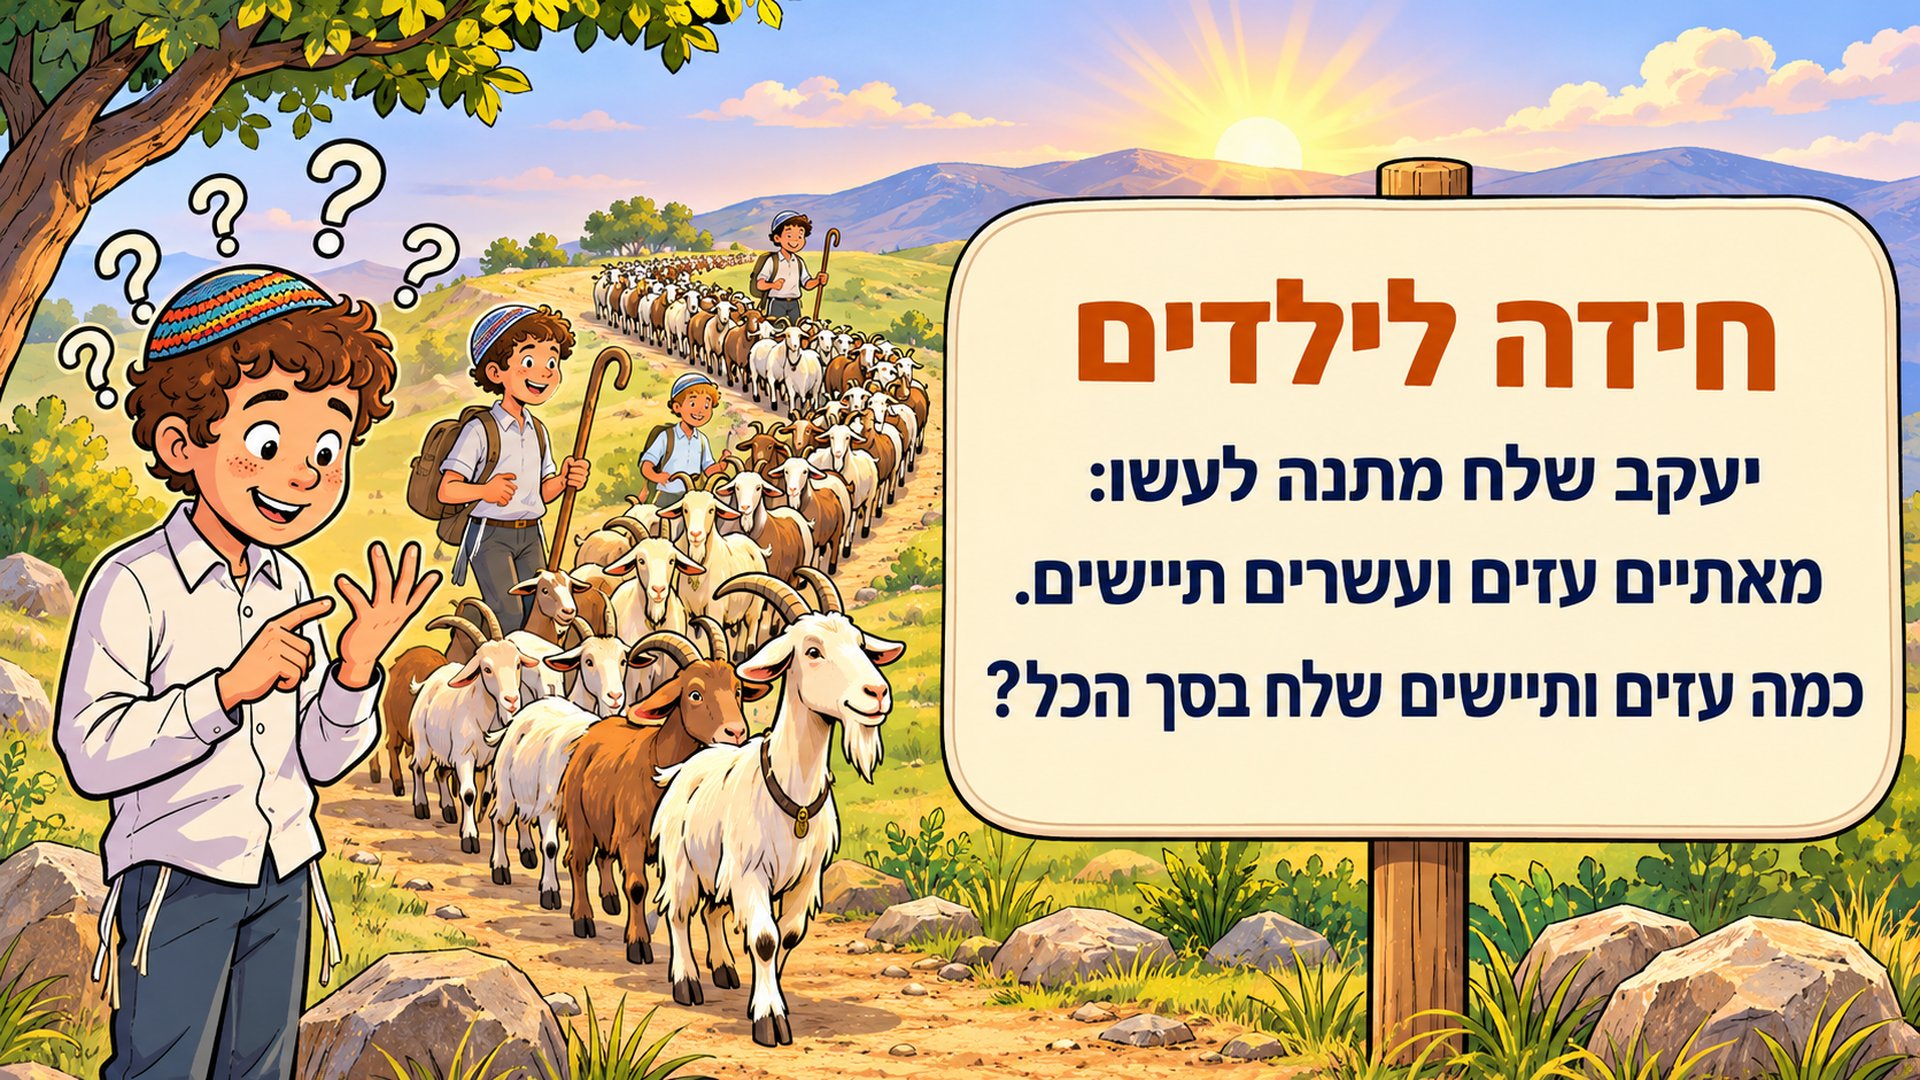 חידה לילדים
יעקב שלח מתנה לעשו:
מאתיים עזים ועשרים תיישים.
כמה עזים ותיישים שלח בסך הכל?